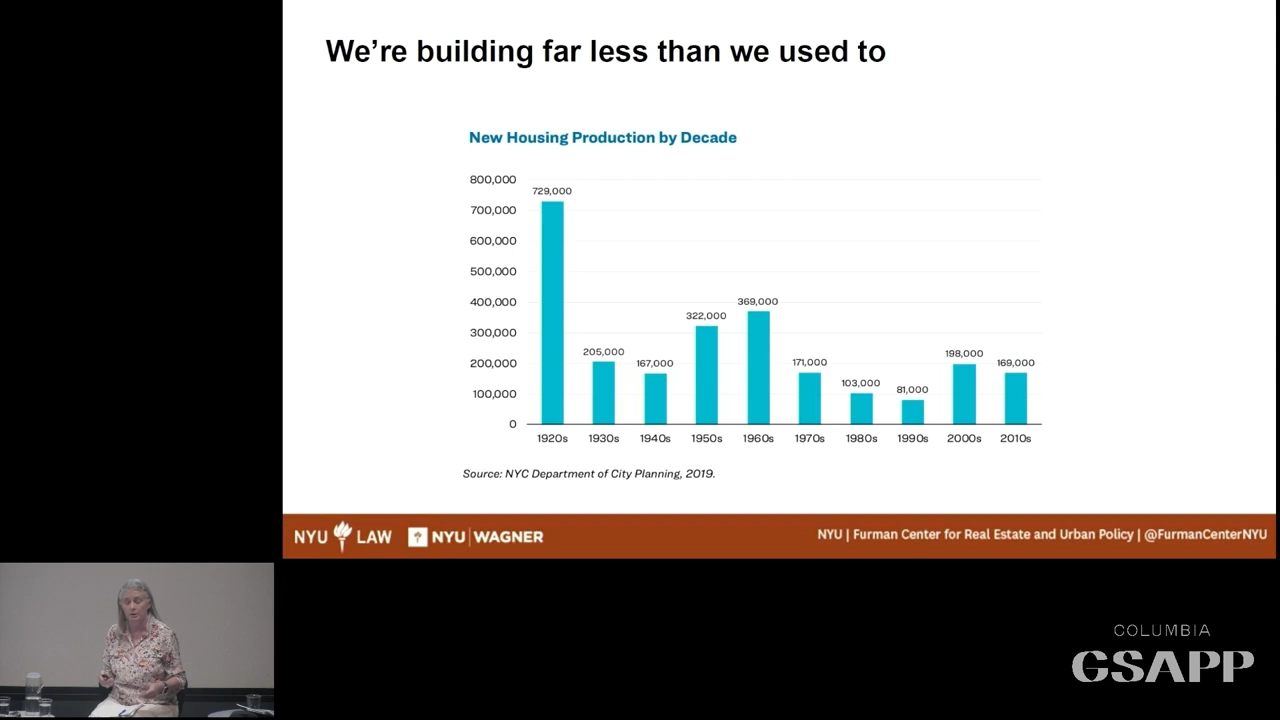 We're building far less than we used to
New Housing Production by Decade
800,000
700,000
600,000
500,000
400,000
300,000
200,000
100,000
0
729,000
205,000
167,000
322,000
369,000
171,000
103,000
81,000
198,000
169,000
1920s 1930s 1940s 1950s 1960s 1970s 1980s 1990s 2000s 2010s
Source: NYC Department of City Planning, 2019.
NYU LAW NYU | WAGNER NYU | Furman Center for Real Estate and Urban Policy | @FurmanCenterNYU
COLUMBIA
GSAPP